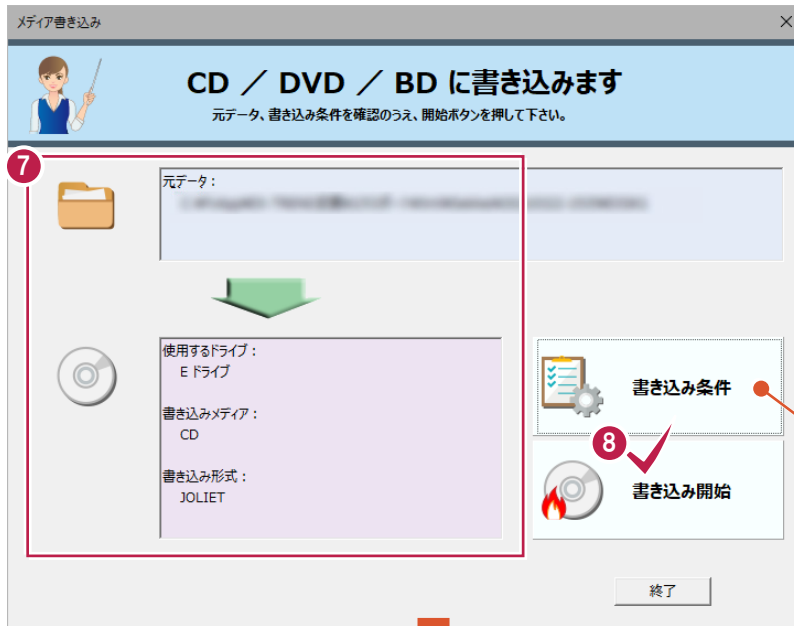 メディア書き込み
CD ／ DVD ／ BD に書き込みます
元データ、書き込み条件を確認のうえ、開始ボタンを押して下さい。
7
元データ：
使用するドライブ：
E ドライブ
書き込みメディア：
CD
書き込み形式：
JOLIET
書き込み条件
8
書き込み開始
終了